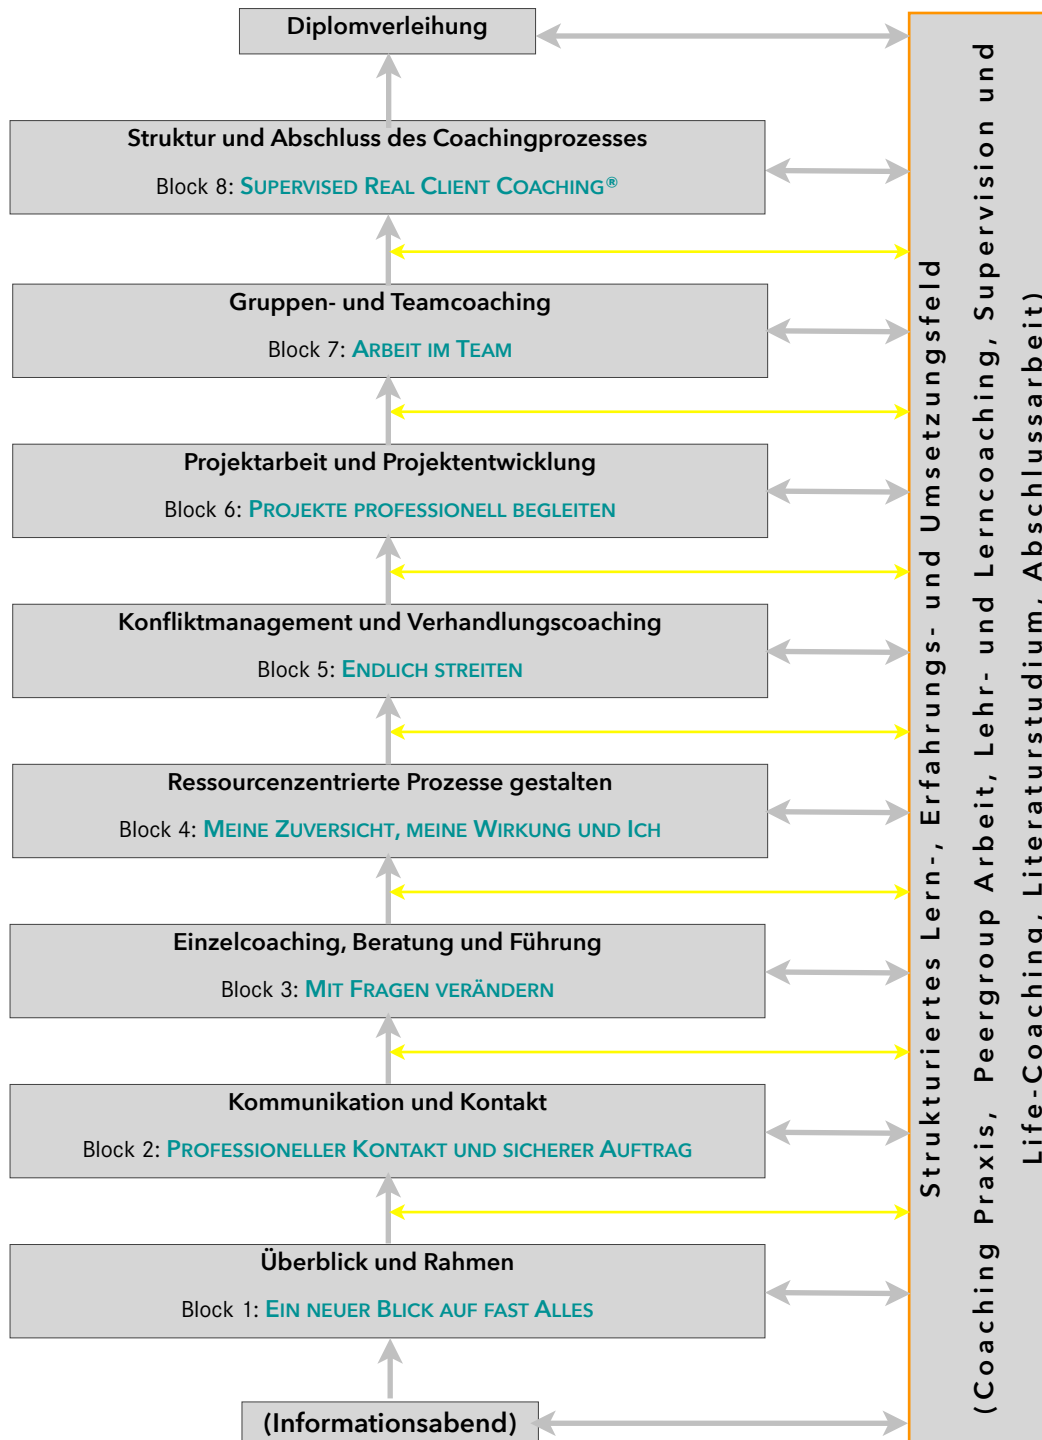 Diplomverleihung
Struktur und Abschluss des Coachingprozesses
Block 8: SUPERVISED REAL CLIENT COACHING®
Gruppen- und Teamcoaching
Block 7: ARBEIT IM TEAM
Projektarbeit und Projektentwicklung
Block 6: PROJEKTE PROFESSIONELL BEGLEITEN
Konfliktmanagement und Verhandlungscoaching
Block 5: ENDLICH STREITEN
Ressourcenzentrierte Prozesse gestalten
Block 4: MEINE ZUVERSICHT, MEINE WIRKUNG UND ICH
Einzelcoaching, Beratung und Führung
Block 3: MIT FRAGEN VERÄNDERN
Kommunikation und Kontakt
Block 2: PROFESSIONELLER KONTAKT UND SICHERER AUFTRAG
Überblick und Rahmen
Block 1: EIN NEUER BLICK AUF FAST ALLES
(Informationsabend)
Strukturiertes Lern-, Erfahrungs- und Umsetzungsfeld
(Coaching Praxis, Peergroup Arbeit, Lehr- und Lerncoaching, Supervision und
Life-Coaching, Literaturstudium, Abschlussarbeit)